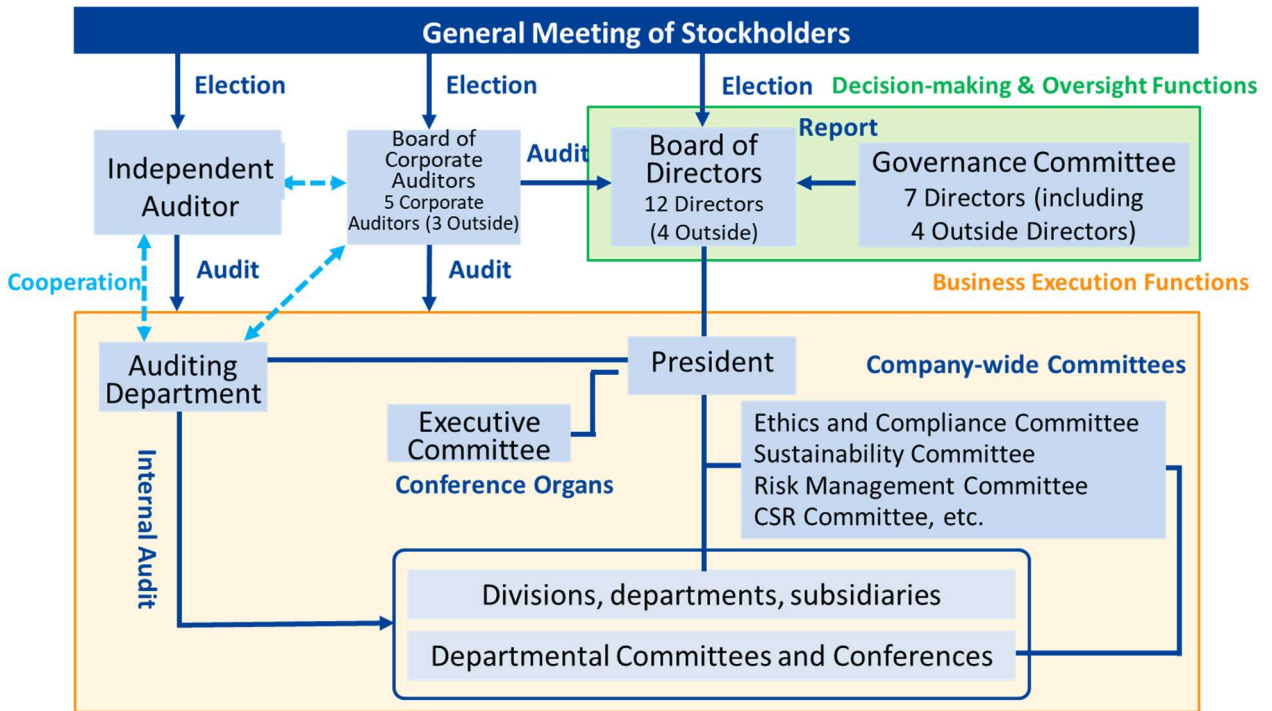 General Meeting of Stockholders
Election
Election
Election
Decision-making & Oversight Functions
Independent
Auditor
Board of
Corporate
Auditors
5 Corporate
Auditors (3 Outside)
Audit
Board of
Directors
12 Directors
(4 Outside)
Report
Governance Committee
7 Directors (including
4 Outside Directors)
Cooperation
Audit
Audit
Business Execution Functions
Auditing
Department
President
Company-wide Committees
Executive
Committee
Conference Organs
Ethics and Compliance Committee
Sustainability Committee
Risk Management Committee
CSR Committee, etc.
Internal Audit
Divisions, departments, subsidiaries
Departmental Committees and Conferences